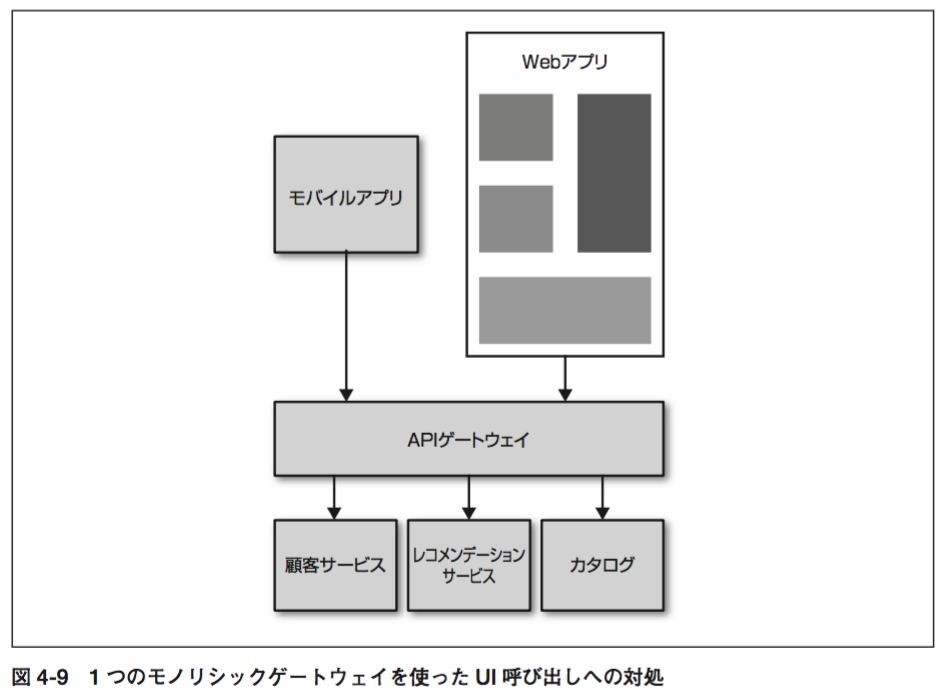 Webアプリ
モバイルアプリ
APIゲートウェイ
顧客サービス
レコメンデーション
サービス
カタログ
図 4-9　1 つのモノリシックゲートウェイを使った UI 呼び出しへの対処